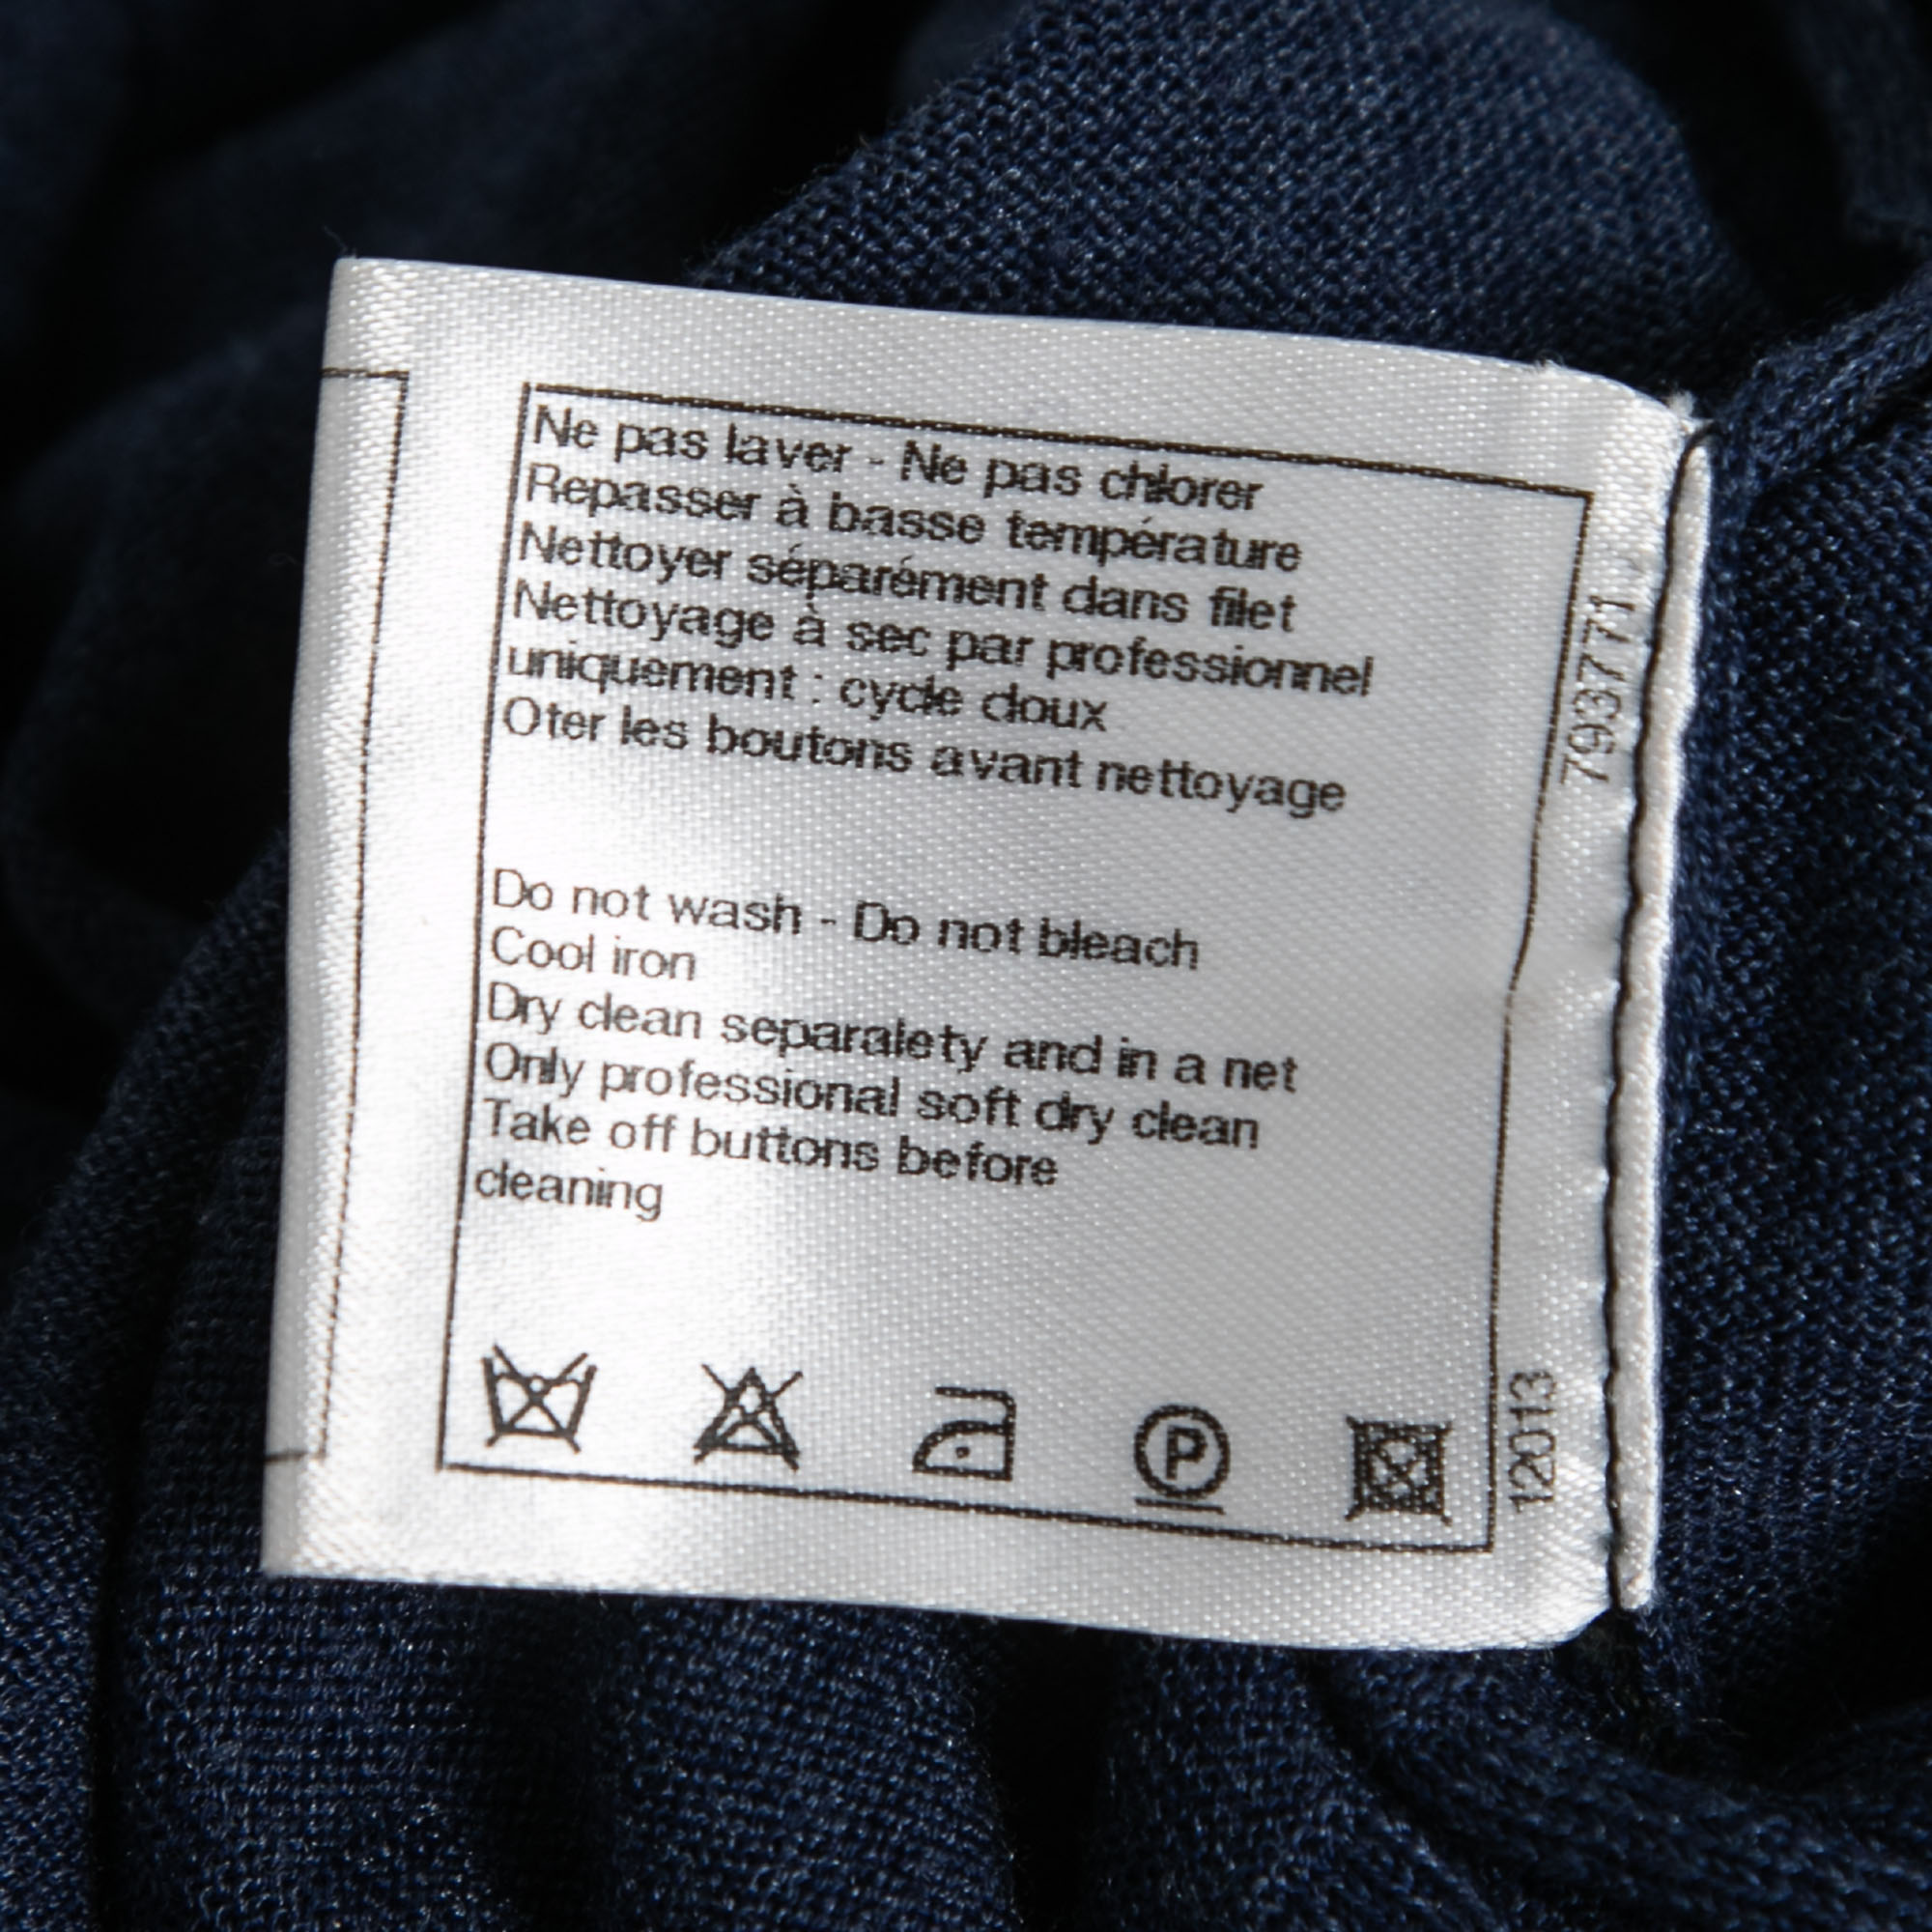 Ne pas laver - Ne pas chlorer
Repasser à basse température
Nettoyer séparément dans filet
Nettoyage à sec par professionnel
uniquement : cycle doux
Oter les boutons avant nettoyage
Do not wash - Do not bleach
Cool iron
Dry clean separalety and in a net
Only professional soft dry clean
Take off buttons before
cleaning
P
793771
12013